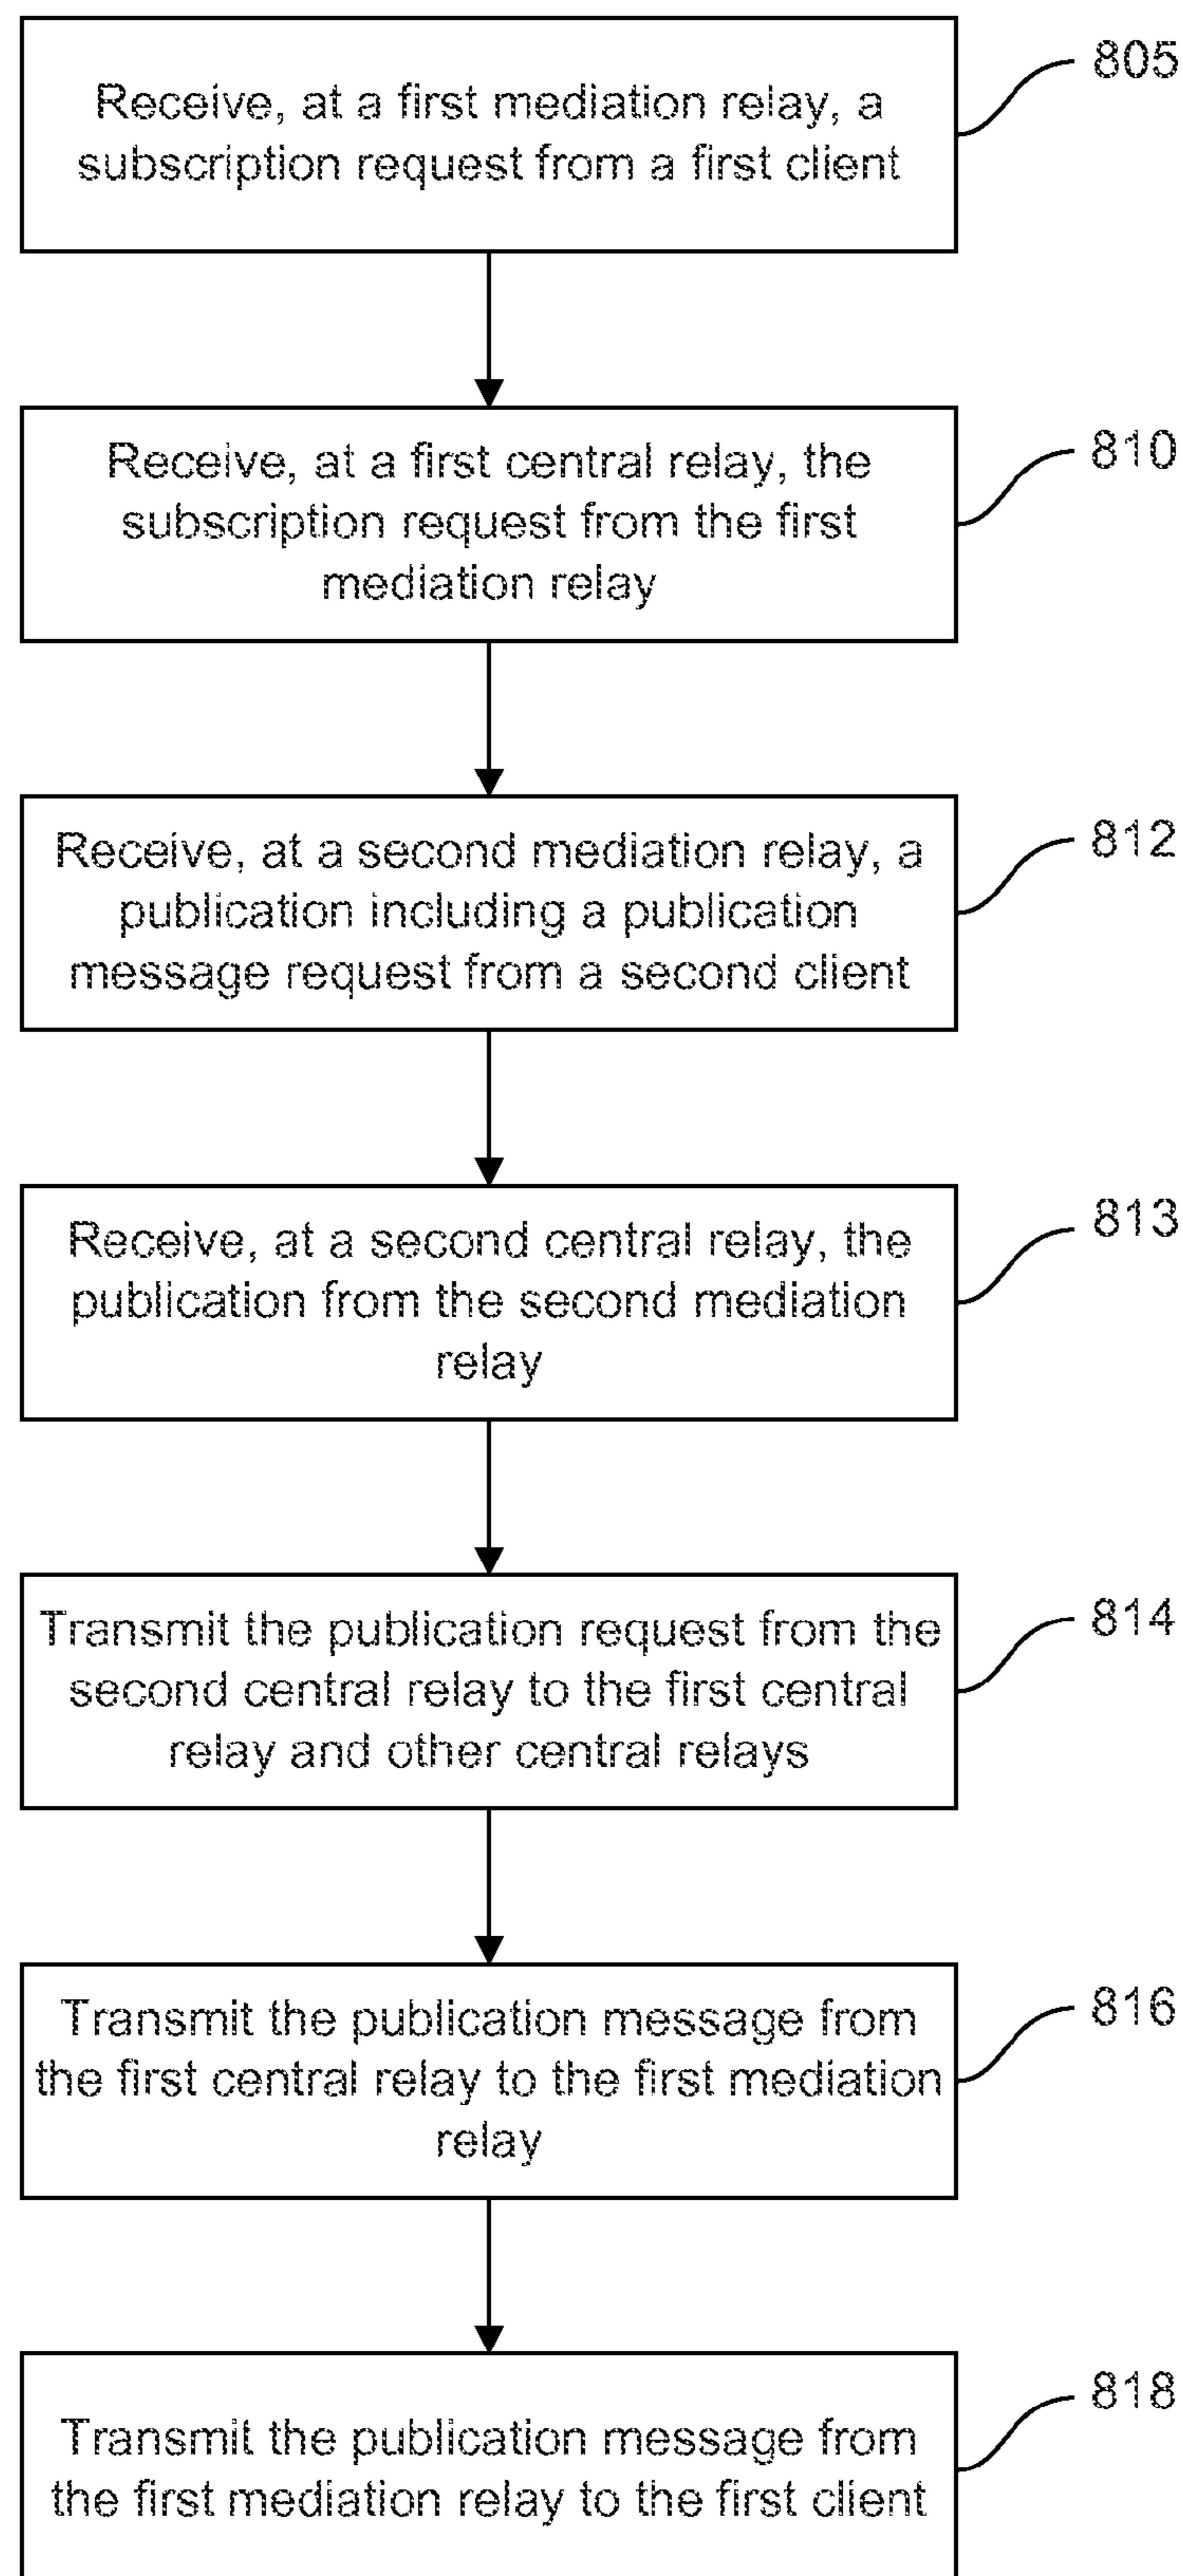 805
Receive, at a first mediation relay, a
subscription request from a first client
810
Receive, at a first central relay, the
subscription request from the first
mediation relay
812
Receive, at a second mediation relay, a
publication including a publication
message request from a second client
813
Receive, at a second central relay, the
publication from the second mediation
relay
814
Transmit the publication request from the
second central relay to the first central
relay and other central relays
816
Transmit the publication message from
the first central relay to the first mediation
relay
818
Transmit the publication message from
the first mediation relay to the first client